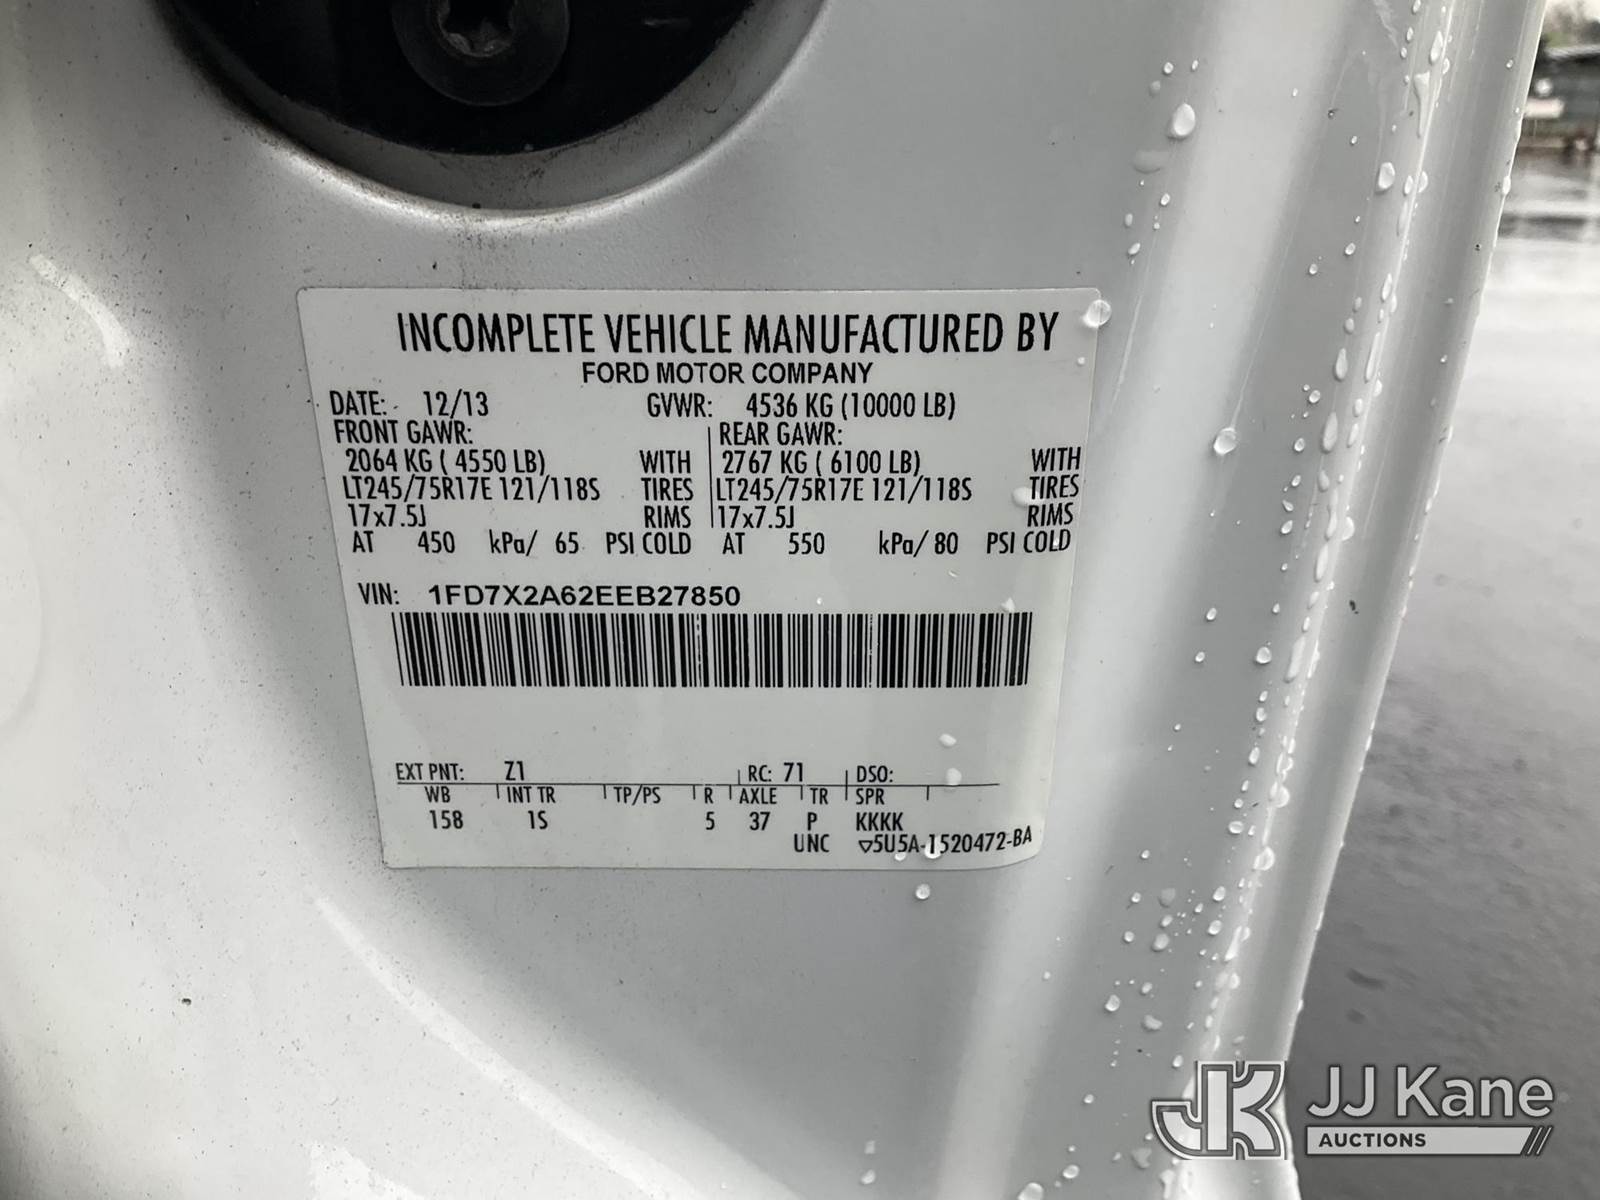 INCOMPLETE VEHICLE MANUFACTURED BY
FORD MOTOR COMPANY
DATE: 12/13 GVWR: 4536 KG (10000 LB)
FRONT GAWR: REAR GAWR:
2064 KG ( 4550 LB) WITH 2767 KG ( 6100 LB) WITH
LT245/75R17E 121/118S TIRES LT245/75R17E 121/118S TIRES
17x7.5J RIMS 17x7.5J RIMS
AT 450 kPa/ 65 PSI COLD AT 550 kPa/ 80 PSI COLD
VIN: 1FD7X2A62EEB27850
EXT PNT: Z1 RC: 71 DSO:
WB INT TR TP/PS R AXLE TR SPR
158 1S 5 37 P KKKK
UNC ▽5U5A-1520472-BA
JK JJ Kane
AUCTIONS